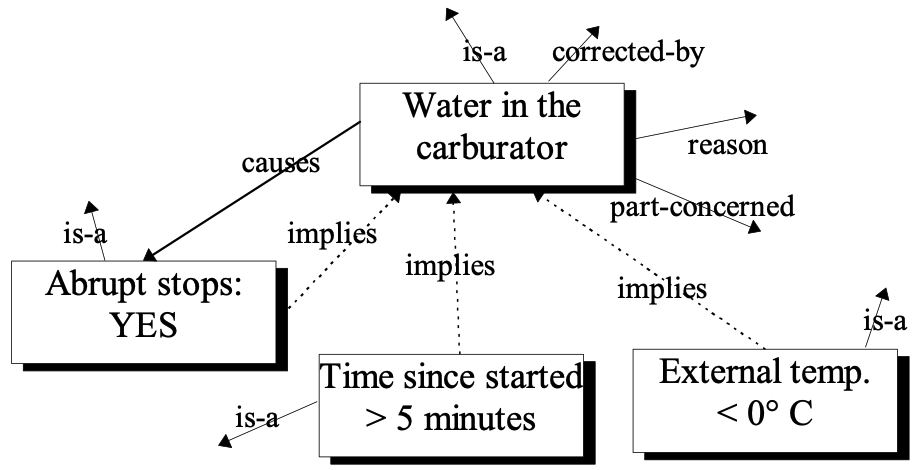 is-a
corrected-by
Water in the
carburator
reason
causes
part-concerned
is-a
implies
implies
implies
Abrupt stops:
YES
is-a
Time since started
> 5 minutes
External temp.
< 0° C
is-a